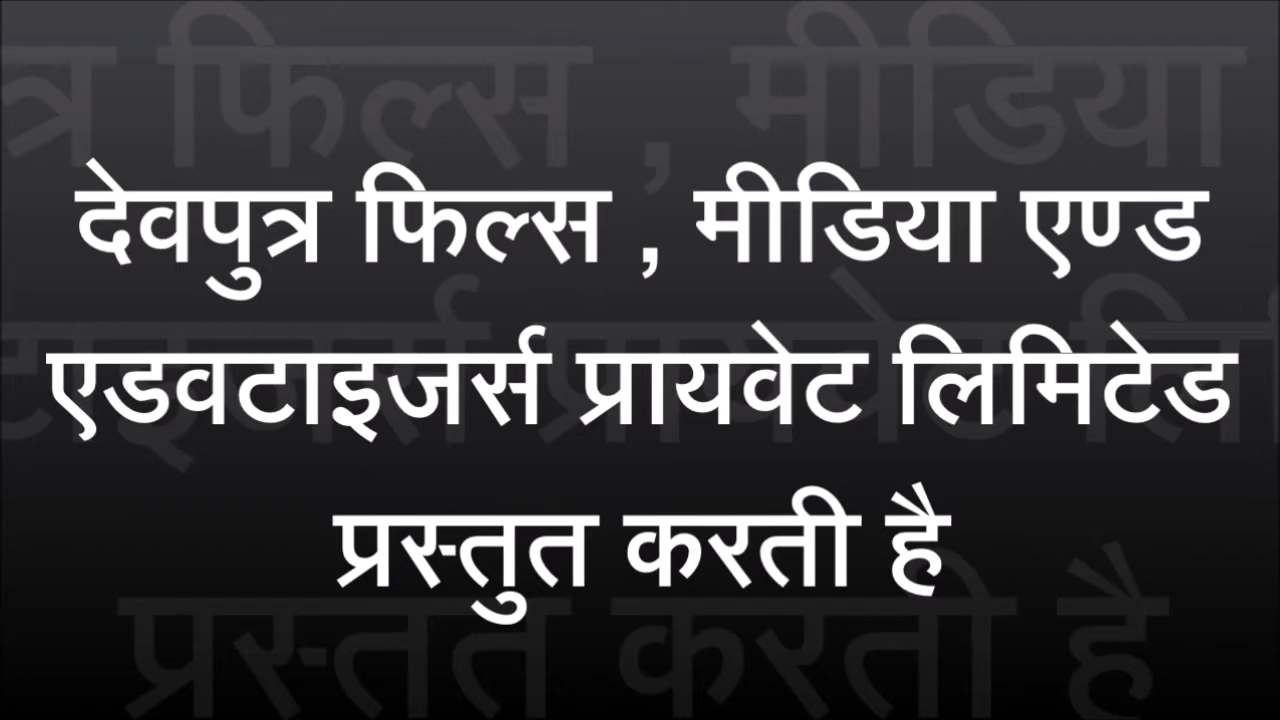 देवपुत्र फिल्स , मीडिया एण्ड
एडवटाइजर्स प्रायवेट लिमिटेड
प्रस्तुत करती है